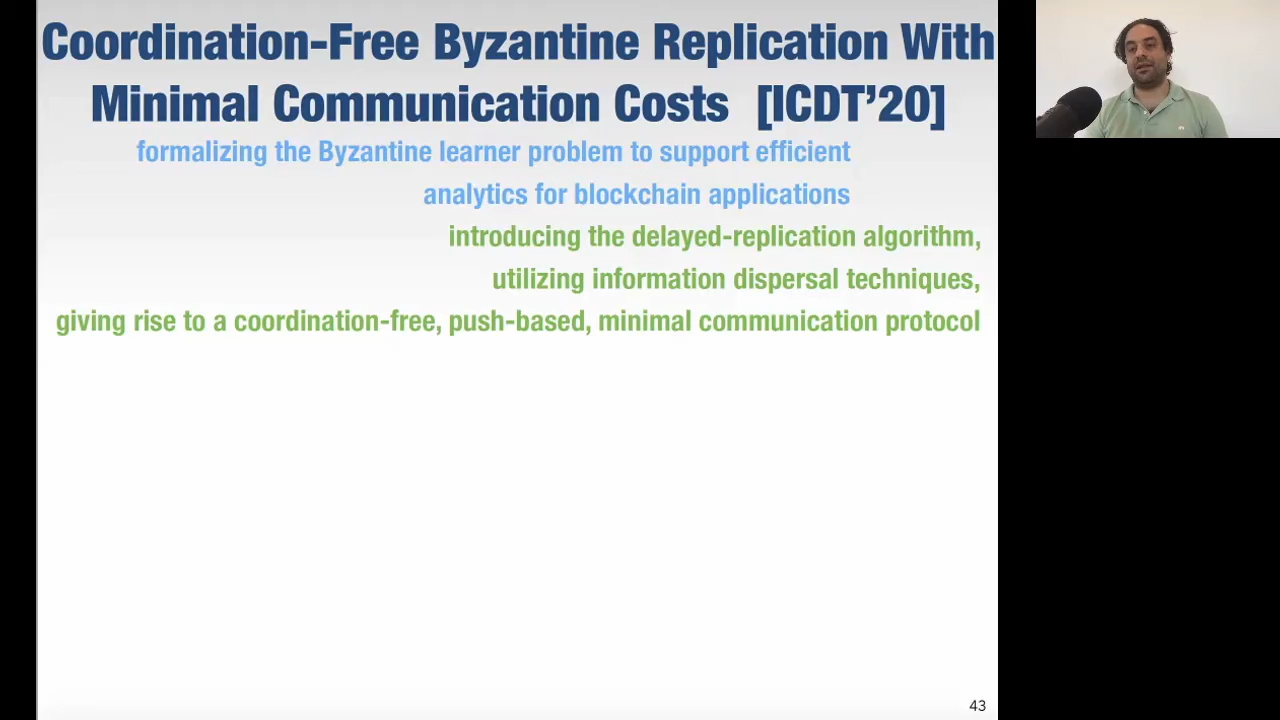 Coordination-Free Byzantine Replication With
Minimal Communication Costs [ICDT’20]
formalizing the Byzantine learner problem to support efficient
analytics for blockchain applications
introducing the delayed-replication algorithm,
utilizing information dispersal techniques,
giving rise to a coordination-free, push-based, minimal communication protocol
43